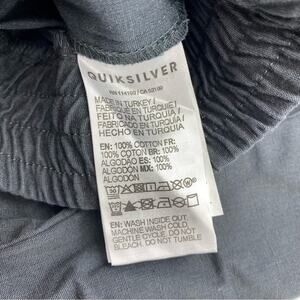 QUIKSILVER
MADE IN TURKEY /
FABRIQUÉ EN TURQUIE /
FEITO NA TURQUIA /
FABRICADO EN TURQUÍA /
HECHO EN TURQUÍA
EN: 100% COTTON FR:
100% COTON BR: 100%
ALGODAO ES: 100%
ALGODÓN MX: 100%
ALGODÓN
EN: WASH INSIDE OUT.
MACHINE WASH COLD,
GENTLE CYCLE. DO NOT
BLEACH. DO NOT TUMBLE